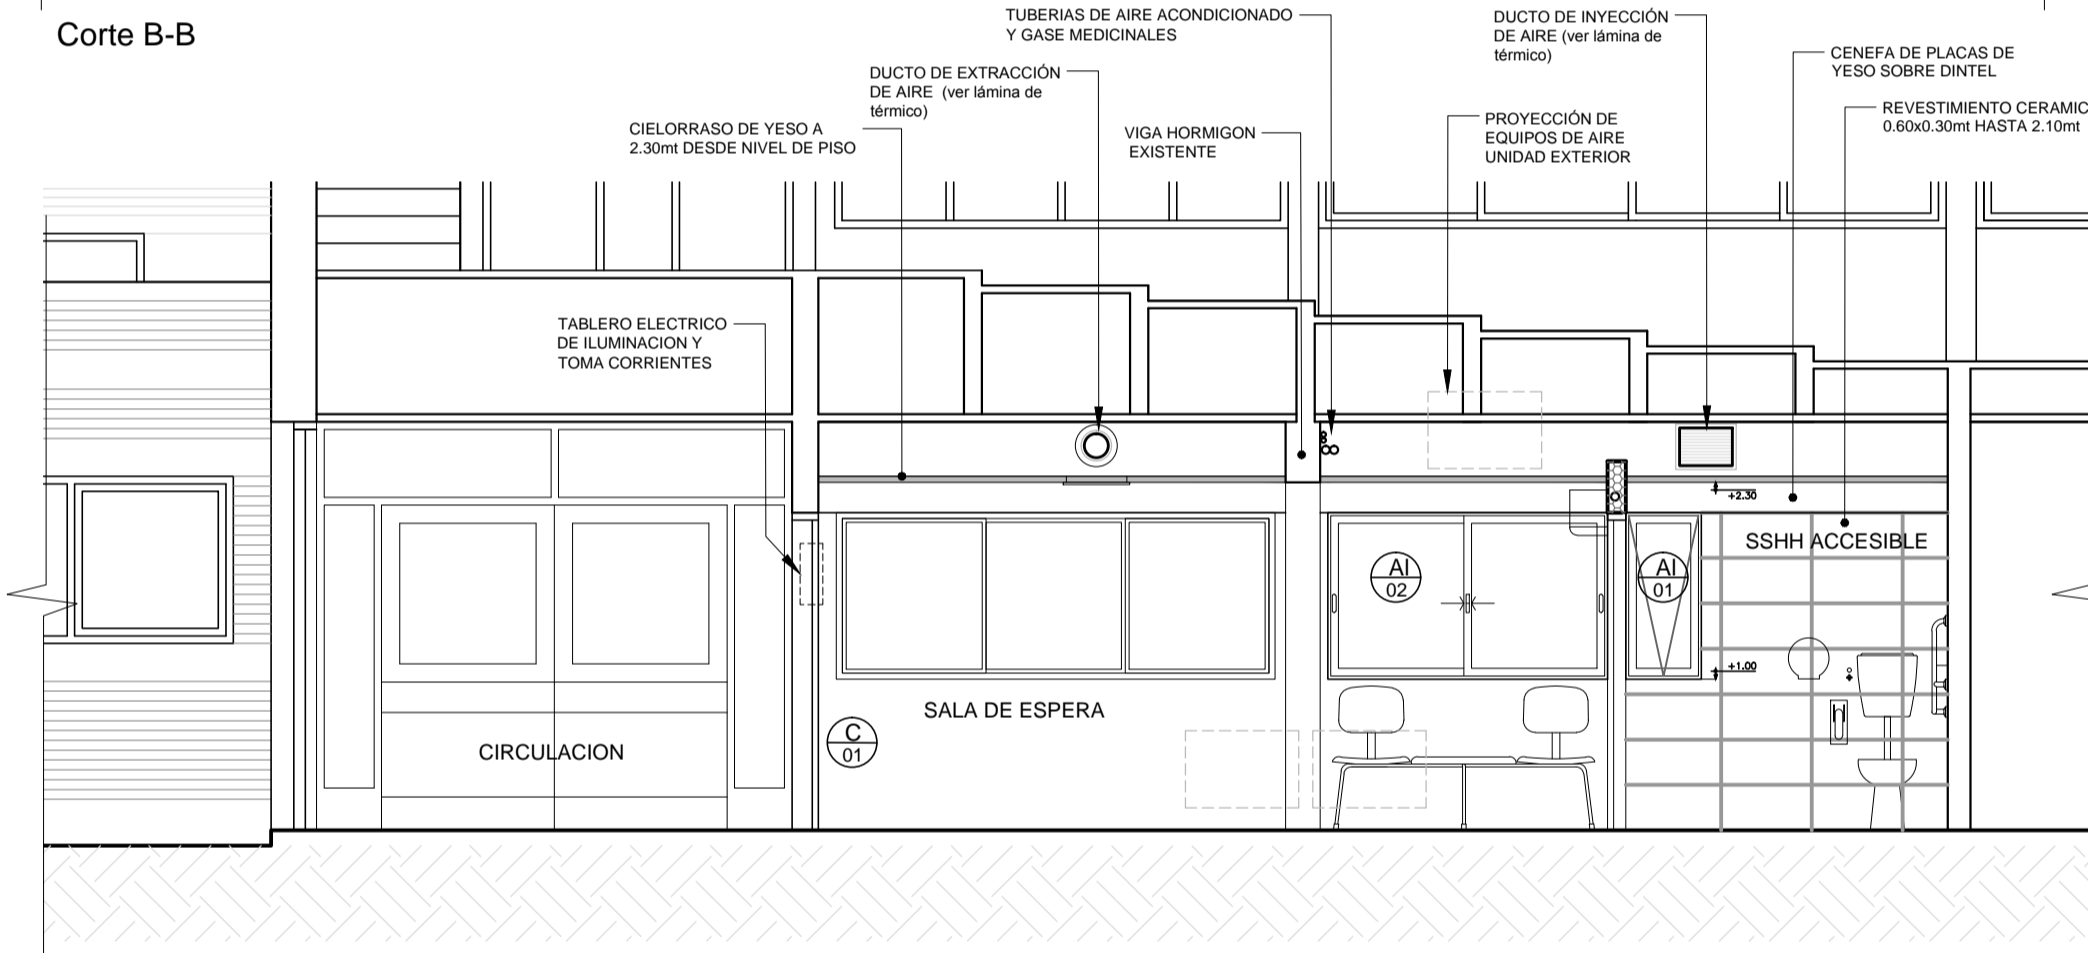 Corte B-B
TUBERIAS DE AIRE ACONDICIONADO
Y GASE MEDICINALES
DUCTO DE INYECCIÓN
DE AIRE (ver lámina de
térmico)
CENEFA DE PLACAS DE
YESO SOBRE DINTEL
DUCTO DE EXTRACCIÓN
DE AIRE (ver lámina de
térmico)
REVESTIMIENTO CERAMIC
0.60x0.30mt HASTA 2.10mt
CIELORRASO DE YESO A
2.30mt DESDE NIVEL DE PISO
VIGA HORMIGON
EXISTENTE
PROYECCIÓN DE
EQUIPOS DE AIRE
UNIDAD EXTERIOR
TABLERO ELECTRICO
DE ILUMINACION Y
TOMA CORRIENTES
+2.30
SSHH ACCESIBLE
AI
02
AI
01
+1.00
SALA DE ESPERA
C
01
CIRCULACION